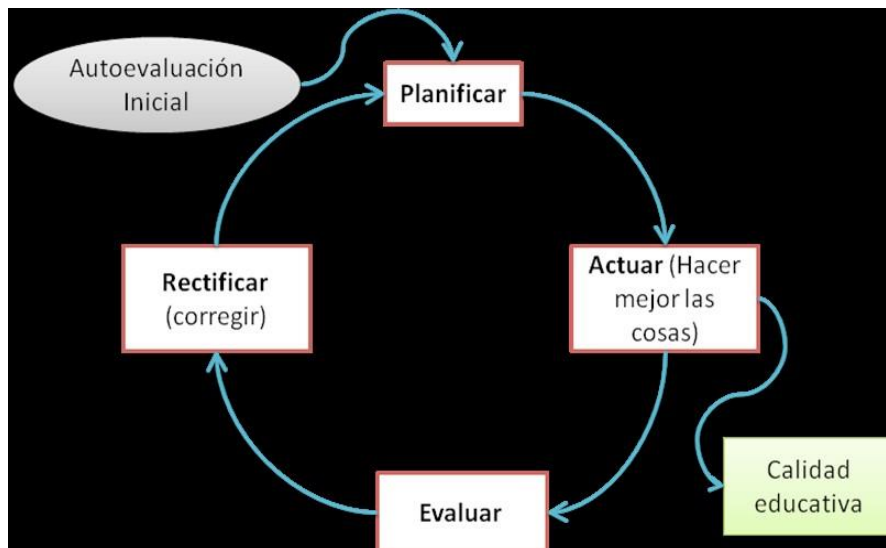 Autoevaluación
Inicial
Planificar
Actuar (Hacer
mejor las
cosas)
Rectificar
(corregir)
Evaluar
Calidad
educativa